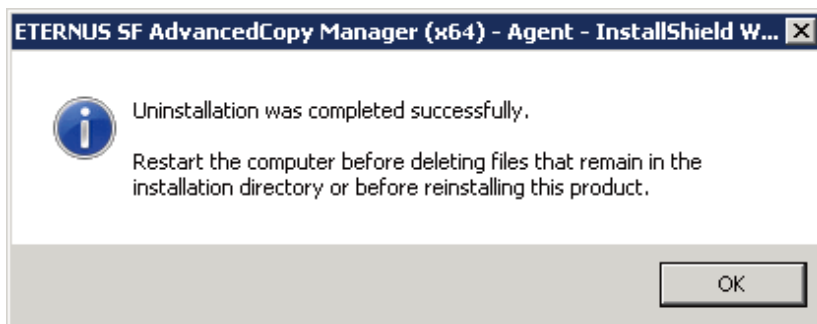 ETERNUS SF AdvancedCopy Manager (x64) - Agent - InstallShield W...
Uninstallation was completed successfully.
Restart the computer before deleting files that remain in the
installation directory or before reinstalling this product.
OK